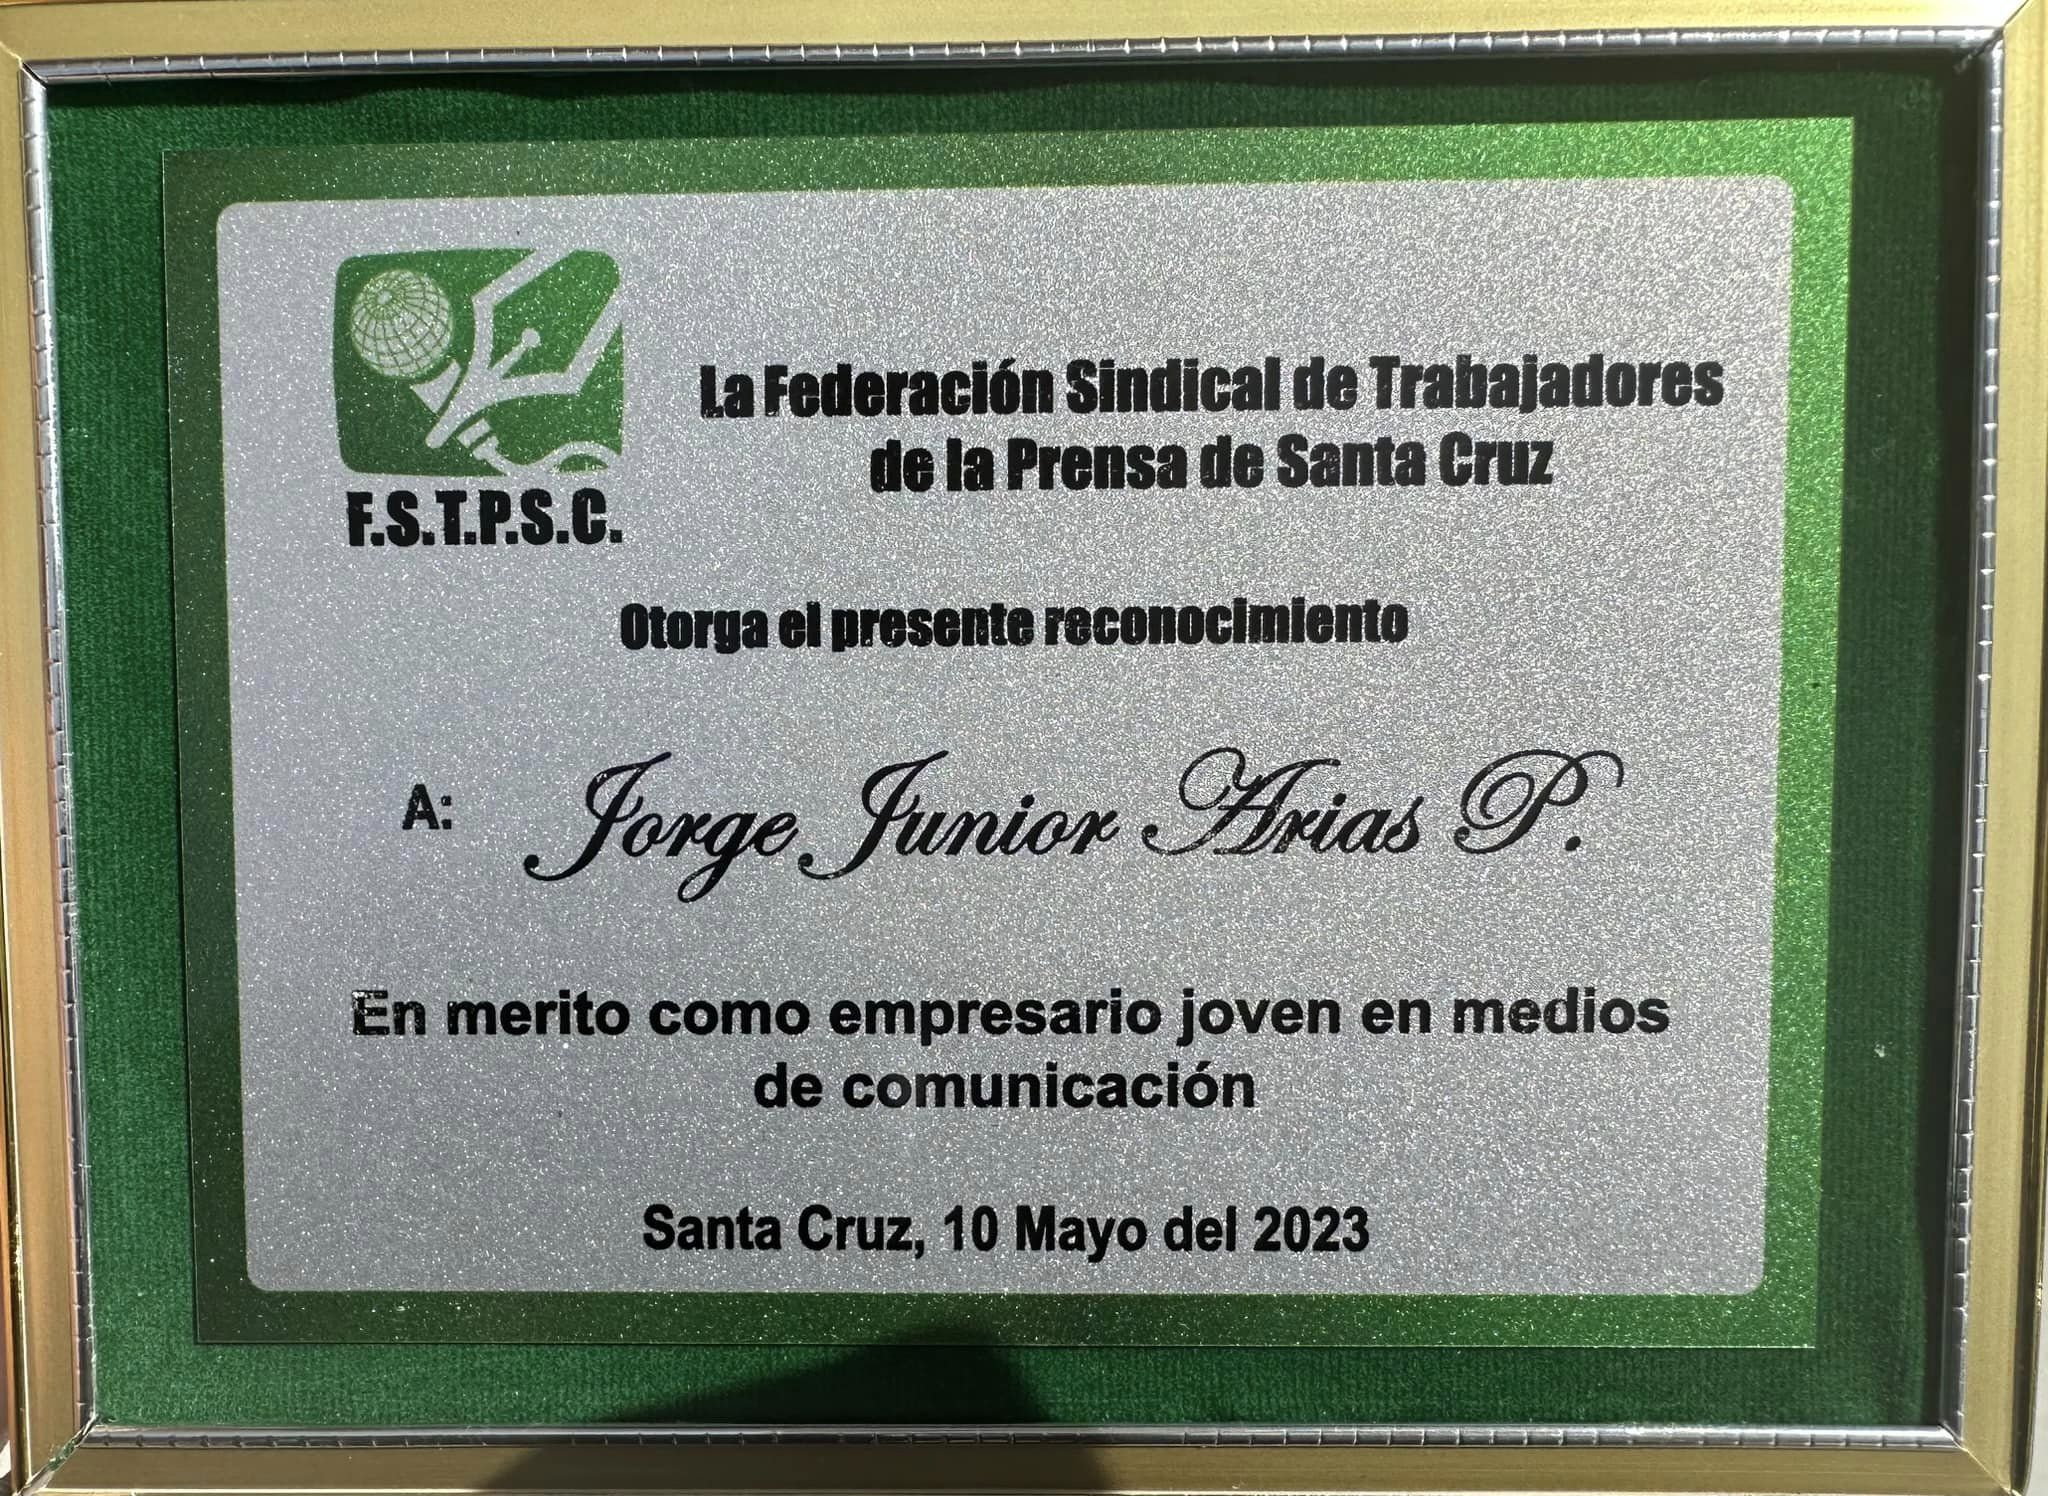 F.S.T.P.S.C.
La Federación Sindical de Trabajadores
de la Prensa de Santa Cruz
Otorga el presente reconocimiento
A: Jorge Junior Arias P.
En merito como empresario joven en medios
de comunicación
Santa Cruz, 10 Mayo del 2023